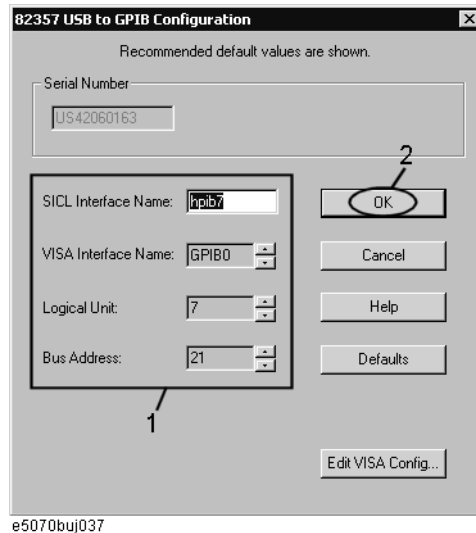 82357 USB to GPIB Configuration
Recommended default values are shown.
Serial Number
US42060163
2
SICL Interface Name: hpib7 OK
VISA Interface Name: GPIB0 Cancel
Logical Unit: 7 Help
Bus Address: 21 Defaults
1
Edit VISA Config...
e5070buj037